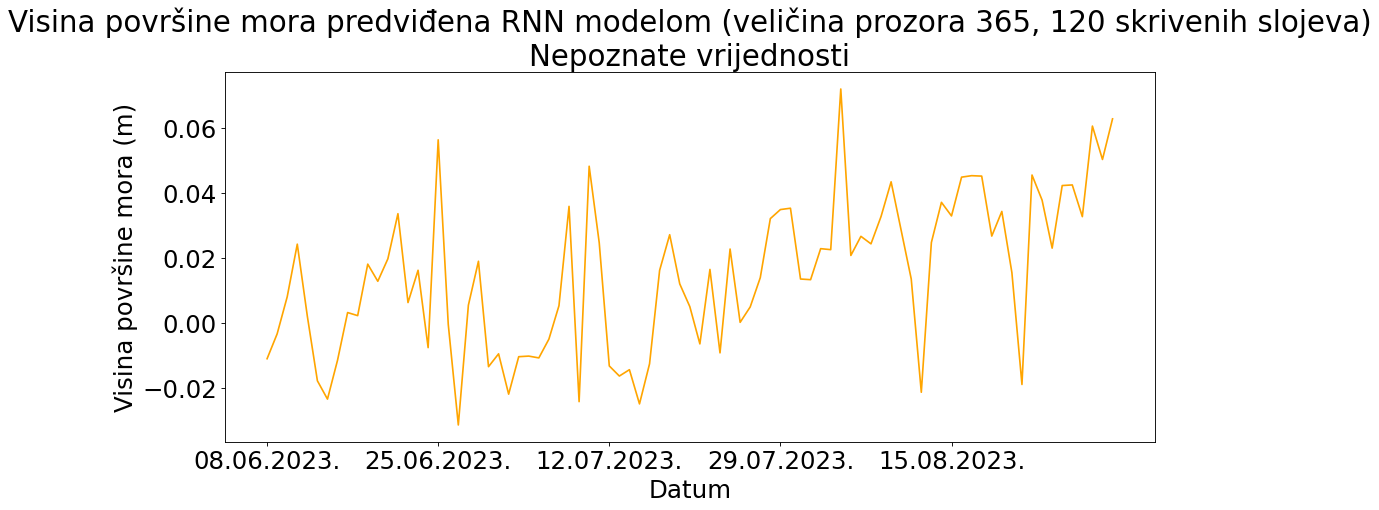 Visina površine mora predviđena RNN modelom (veličina prozora 365, 120 skrivenih slojeva)
Nepoznate vrijednosti
Visina površine mora (m)
0.06
0.04
0.02
0.00
−0.02
08.06.2023. 25.06.2023. 12.07.2023. 29.07.2023. 15.08.2023.
Datum